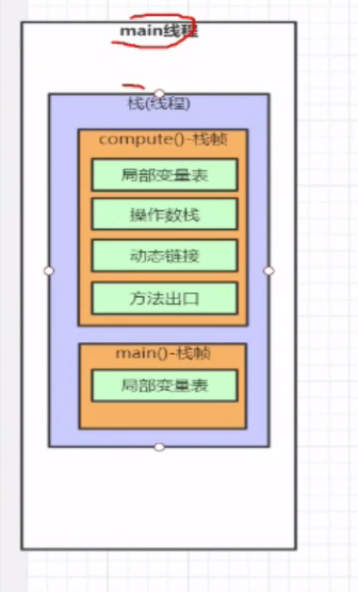 main线程
栈(线程)
compute()-栈帧
局部变量表
操作数栈
动态链接
方法出口
main()-栈帧
局部变量表